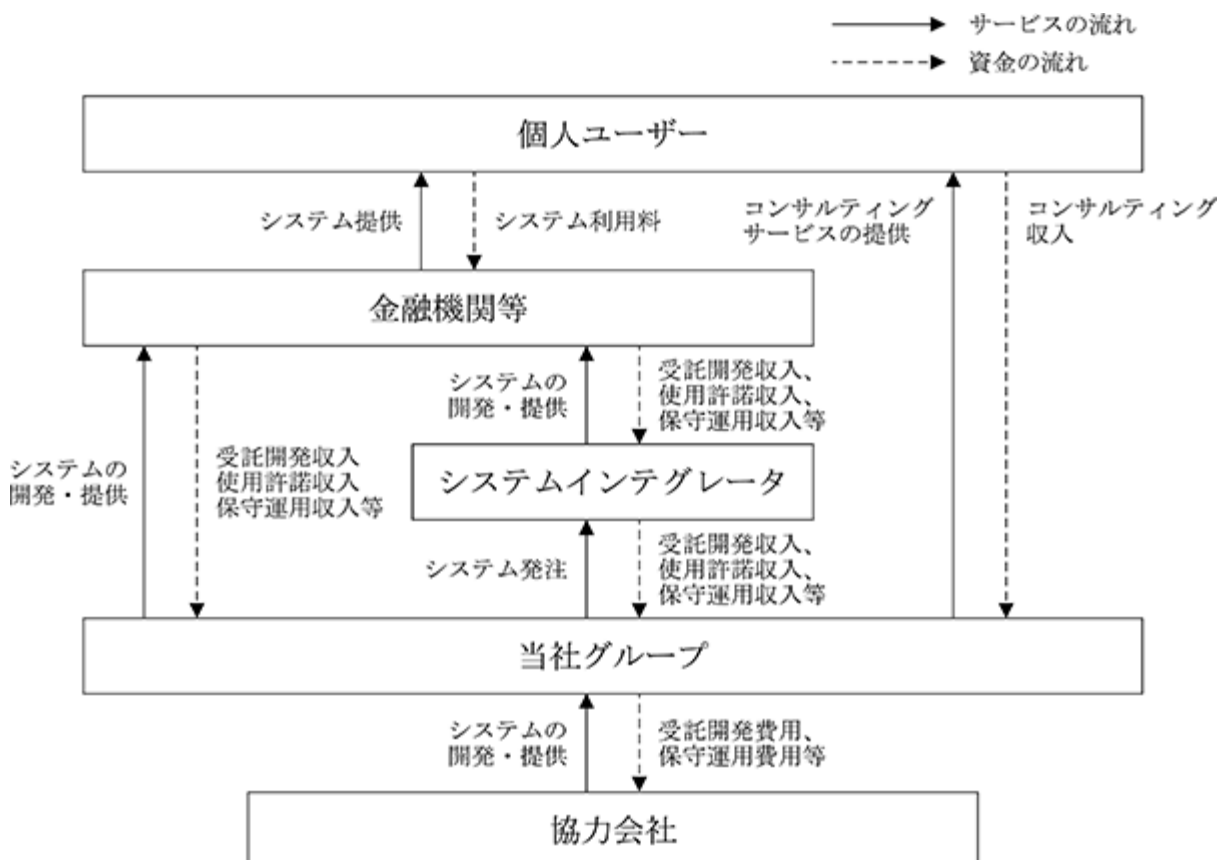 サービスの流れ
資金の流れ
個人ユーザー
システム提供
システム利用料
コンサルティング
サービスの提供
コンサルティング
収入
金融機関等
システムの
開発・提供
受託開発収入
使用許諾収入
保守運用収入等
システムの
開発・提供
受託開発収入、
使用許諾収入、
保守運用収入等
システムインテグレータ
システム発注
受託開発収入、
使用許諾収入、
保守運用収入等
当社グループ
システムの
開発・提供
受託開発費用、
保守運用費用等
協力会社